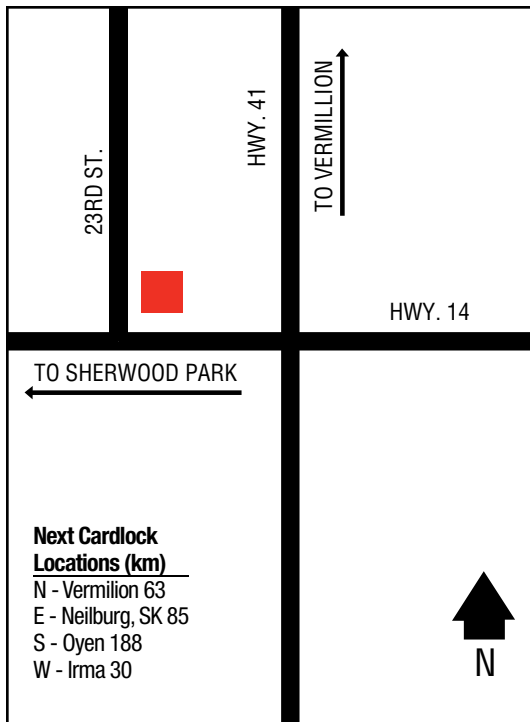 23RD ST.
HWY. 41
TO VERMILLION
HWY. 14
TO SHERWOOD PARK
Next Cardlock
Locations (km)
N - Vermilion 63
E - Neilburg, SK 85
S - Oyen 188
W - Irma 30
N